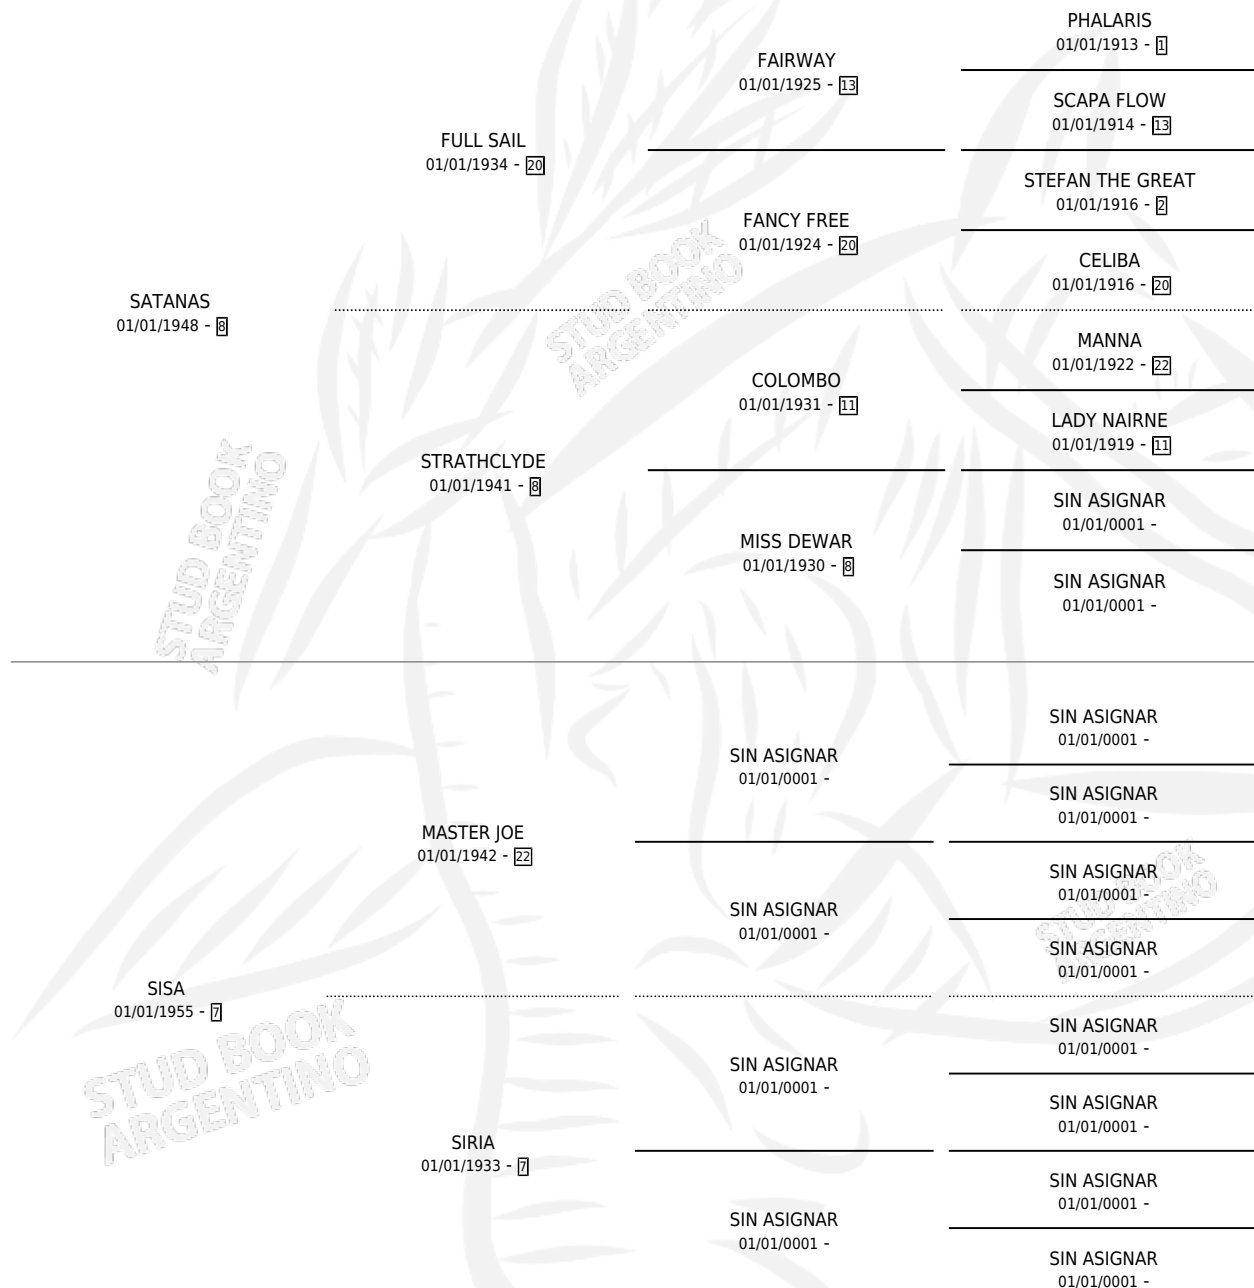 PHALARIS
01/01/1913 - 1
FAIRWAY
01/01/1925 - 13
SCAPA FLOW
01/01/1914 - 13
FULL SAIL
01/01/1934 - 20
STEFAN THE GREAT
01/01/1916 - 2
FANCY FREE
01/01/1924 - 20
CELIBA
01/01/1916 - 20
SATANAS
01/01/1948 - 8
MANNA
01/01/1922 - 22
COLOMBO
01/01/1931 - 11
LADY NAIRNE
01/01/1919 - 11
STRATHCLYDE
01/01/1941 - 8
SIN ASIGNAR
01/01/0001 -
MISS DEWAR
01/01/1930 - 8
SIN ASIGNAR
01/01/0001 -
STUD BOOK
ARGENTINO
STUD BOOK
ARGENTINO
SIN ASIGNAR
01/01/0001 -
SIN ASIGNAR
01/01/0001 -
SIN ASIGNAR
01/01/0001 -
MASTER JOE
01/01/1942 - 22
SIN ASIGNAR
01/01/0001 -
SIN ASIGNAR
01/01/0001 -
SIN ASIGNAR
01/01/0001 -
STUD BOOK
ARGENTINO
SISA
01/01/1955 - 7
SIN ASIGNAR
01/01/0001 -
SIN ASIGNAR
01/01/0001 -
SIN ASIGNAR
01/01/0001 -
STUD BOOK
ARGENTINO
SIRIA
01/01/1933 - 7
SIN ASIGNAR
01/01/0001 -
SIN ASIGNAR
01/01/0001 -
SIN ASIGNAR
01/01/0001 -